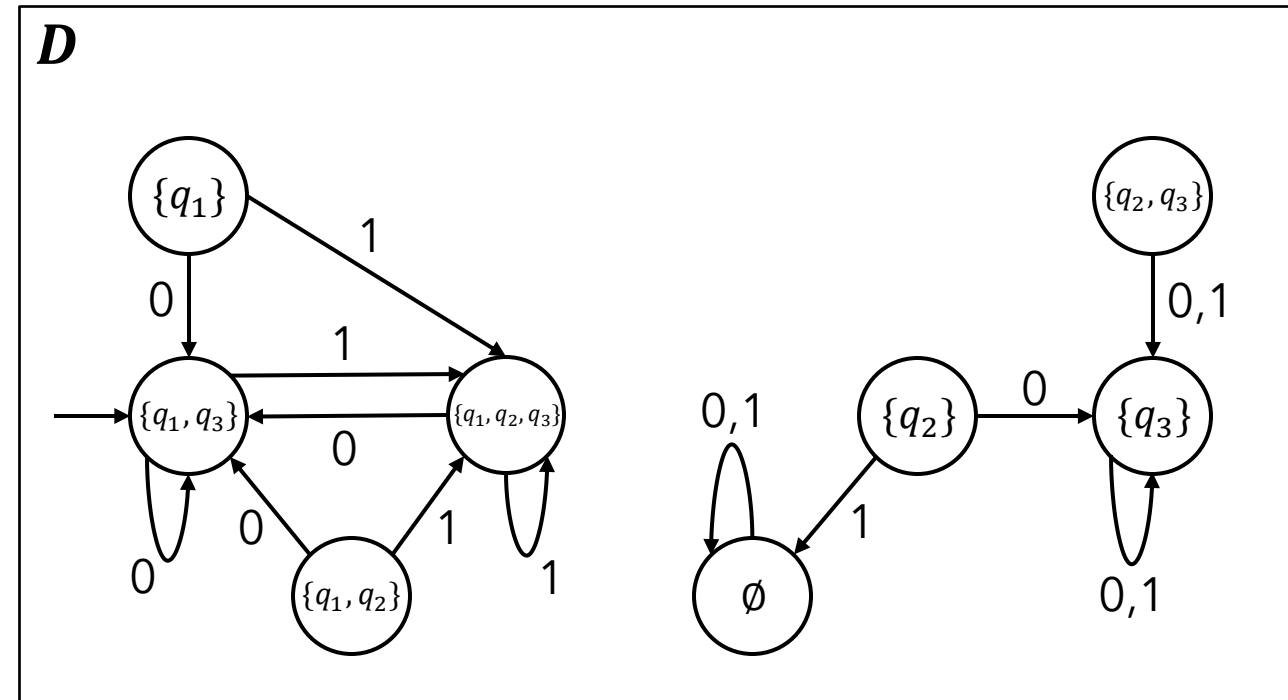 D
{q₁}
{q₂, q₃}
1
0
0,1
1
{q₁, q₃}
{q₁, q₂, q₃}
0
0,1
{q₂}
0
{q₃}
0
1
1
0
{q₁, q₂}
1
∅
0,1